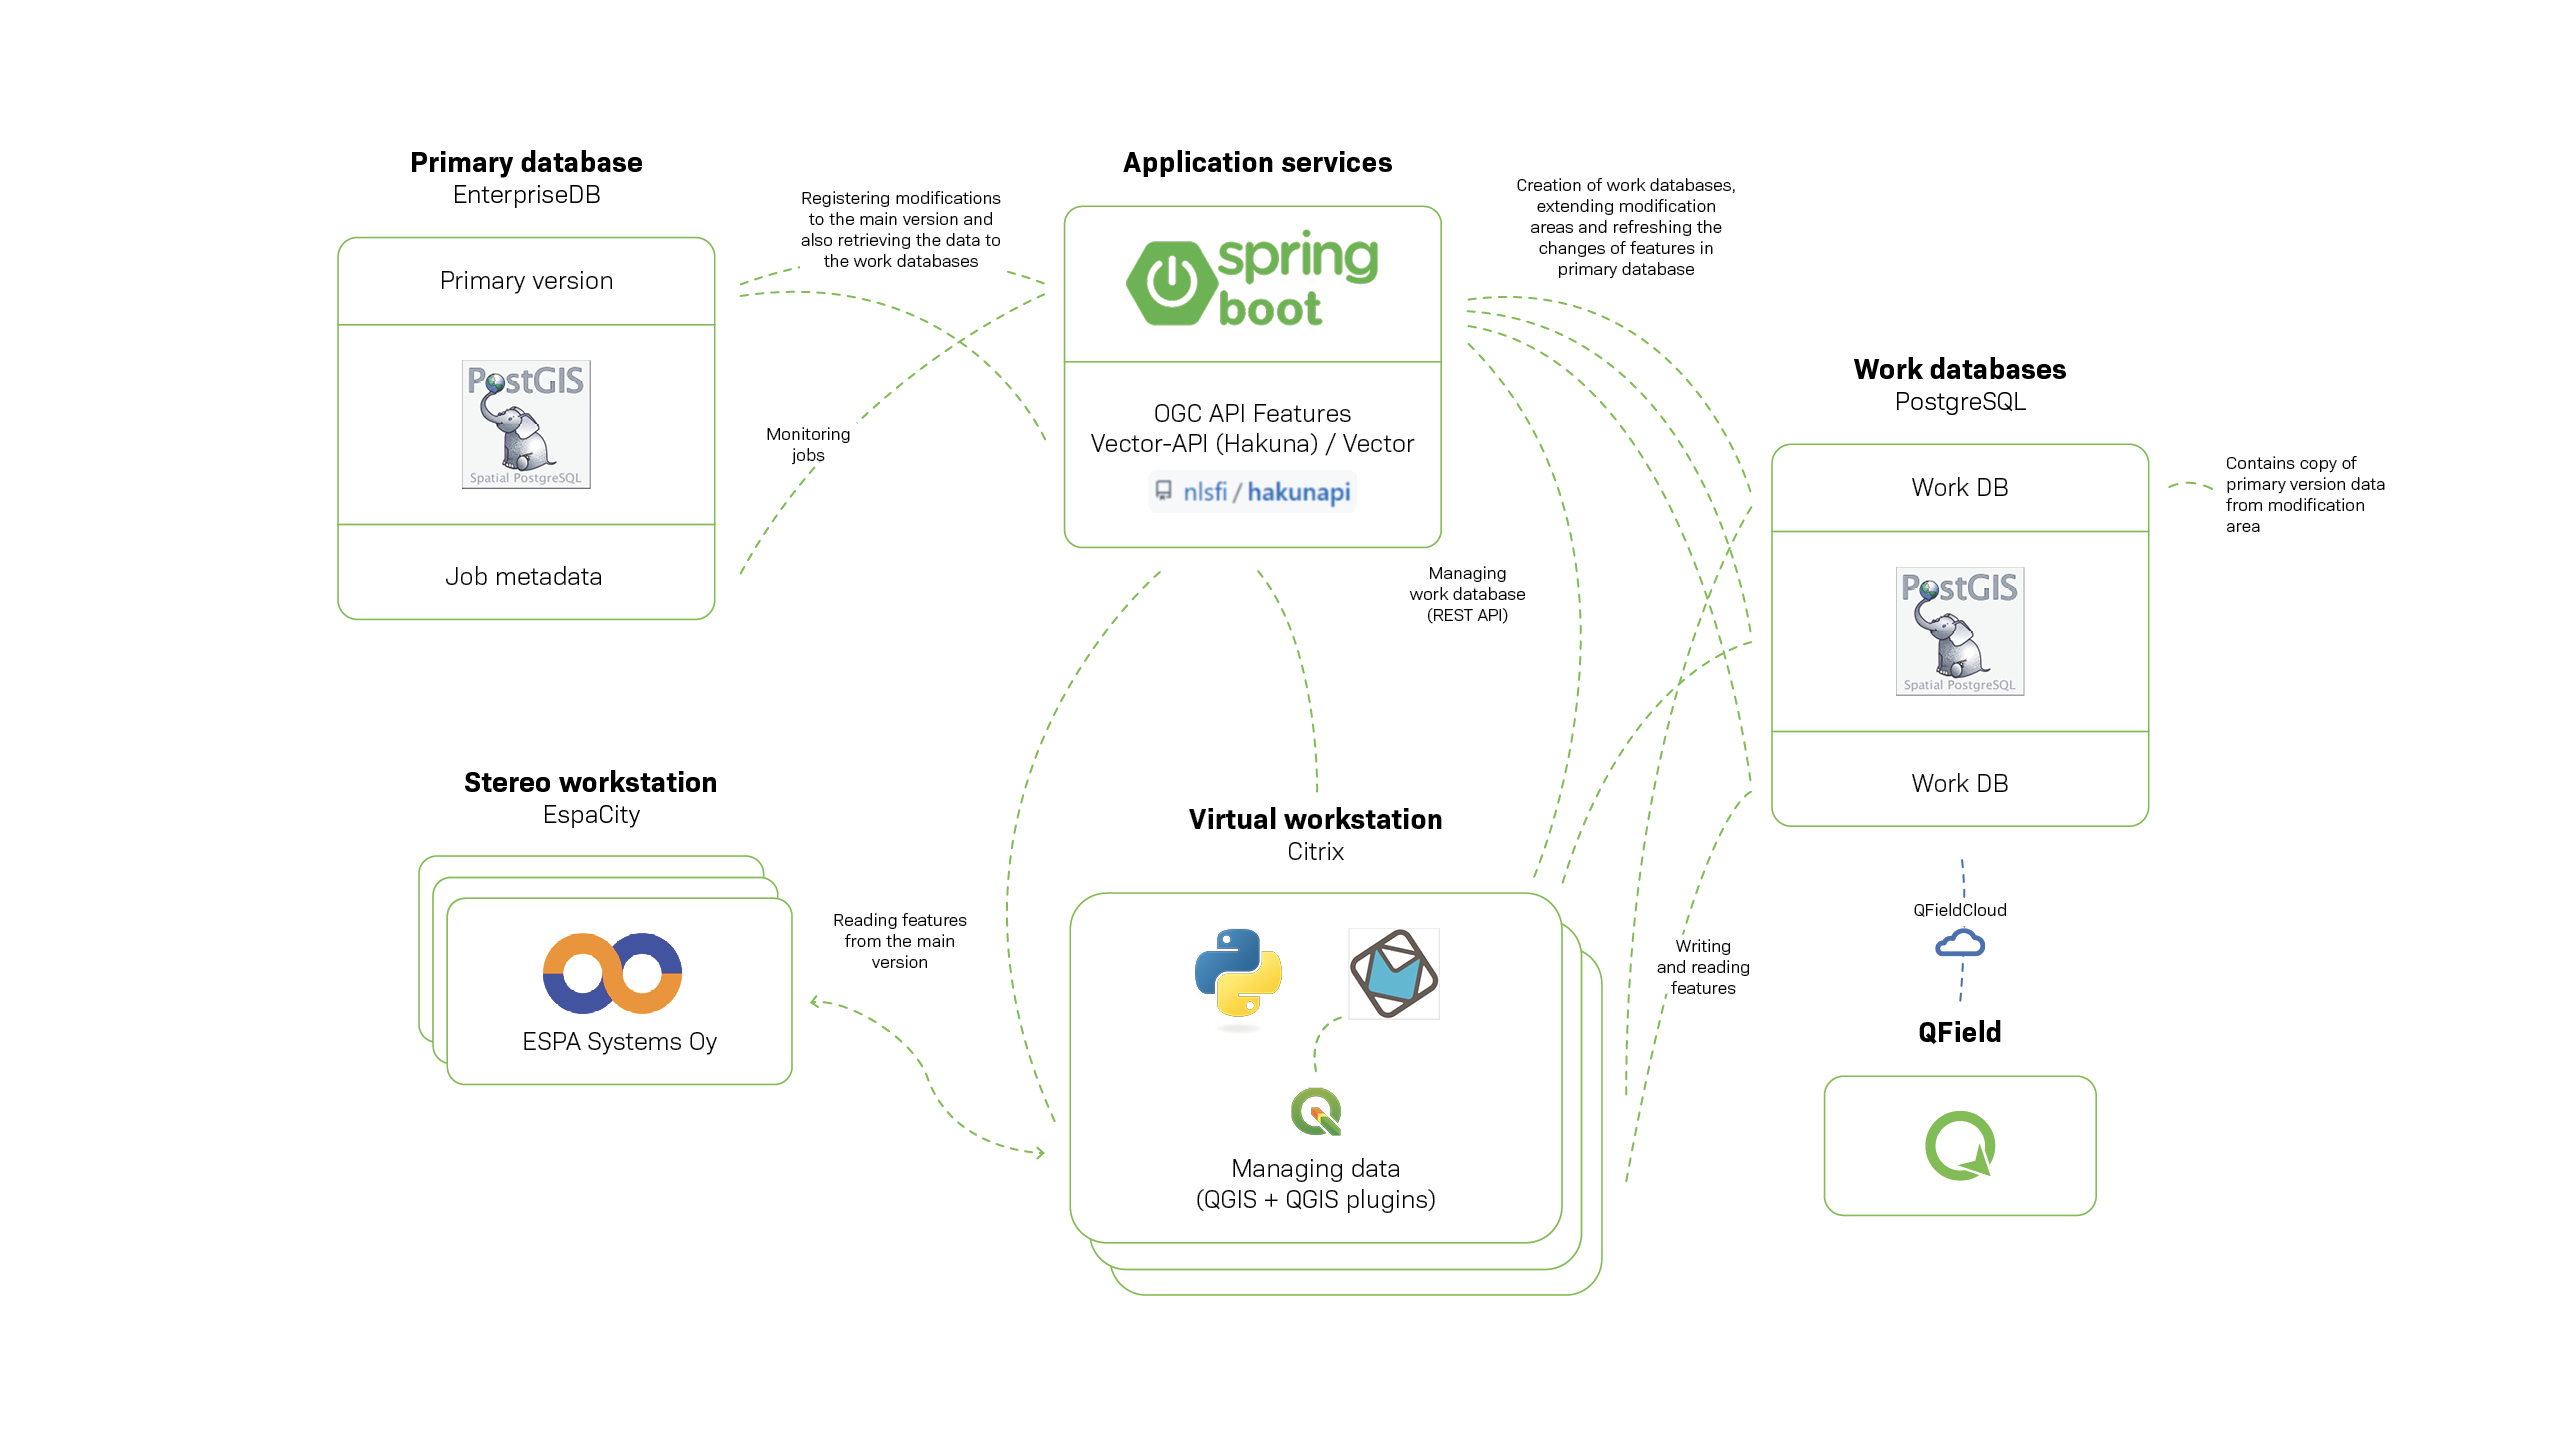 Primary database
EnterpriseDB
Primary version
PostGIS
Spatial PostgreSQL
Job metadata
Registering modifications
to the main version and
also retrieving the data to
the work databases
Monitoring
jobs
Application services
spring
boot
OGC API Features
Vector-API (Hakuna) / Vector
nlsfi / hakunapi
Creation of work databases,
extending modification
areas and refreshing the
changes of features in
primary database
Managing
work database
(REST API)
Work databases
PostgreSQL
Work DB
PostGIS
Spatial PostgreSQL
Work DB
Contains copy of
primary version data
from modification
area
Stereo workstation
EspaCity
ESPA Systems Oy
Reading features
from the main
version
Virtual workstation
Citrix
Managing data
(QGIS + QGIS plugins)
Writing
and reading
features
QFieldCloud
QField